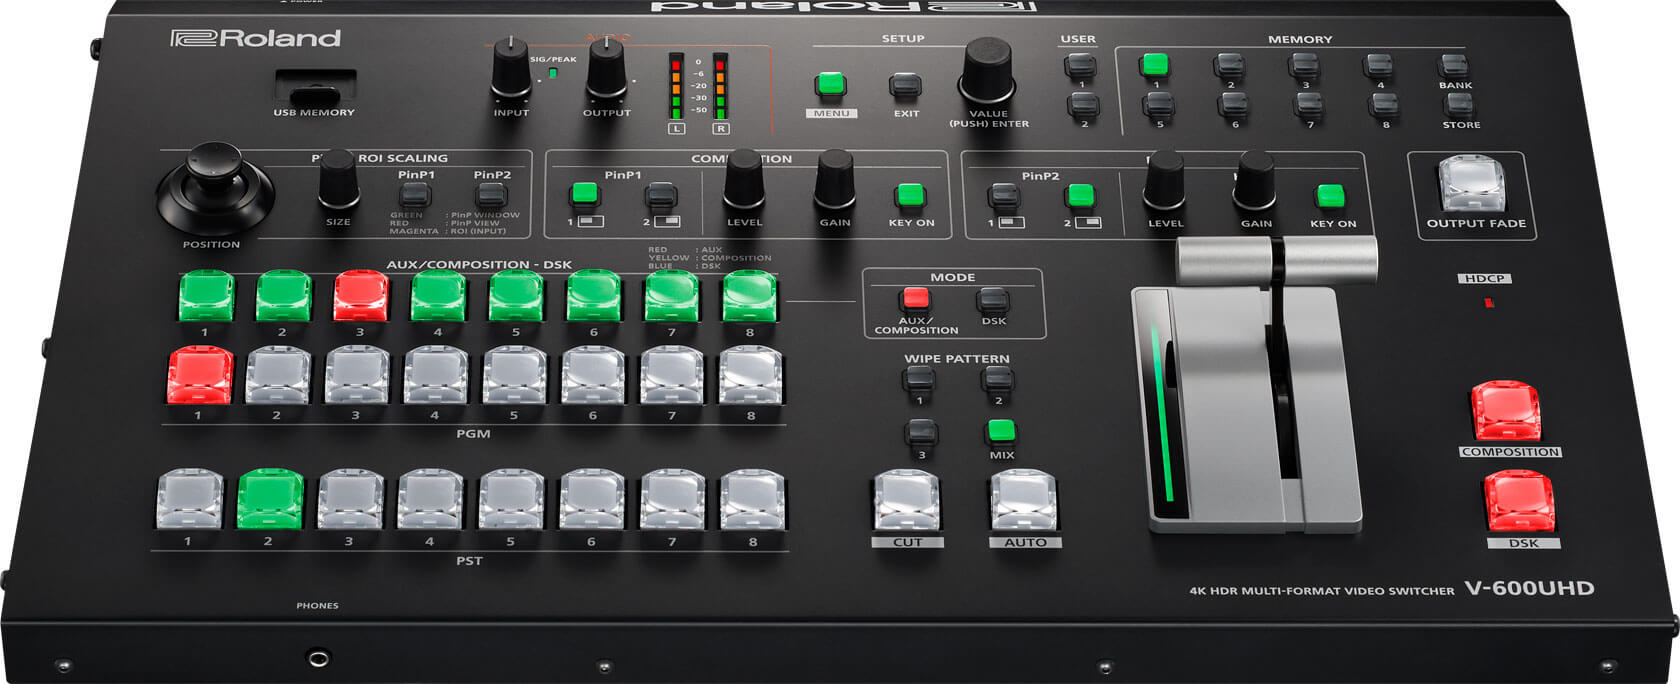 POWER
Roland
Roland
USB MEMORY
AUDIO
SIG/PEAK
INPUT
OUTPUT
0
-6
-20
-30
-50
L
R
SETUP
MENU
EXIT
VALUE
(PUSH) ENTER
USER
1
2
MEMORY
1
2
3
4
BANK
5
6
7
8
STORE
ROI SCALING
POSITION
SIZE
PinP1
PinP2
GREEN : PinP WINDOW
RED : PinP VIEW
MAGENTA : ROI (INPUT)
PinP1
1
2
LEVEL
GAIN
KEY ON
PinP2
1
2
LEVEL
GAIN
KEY ON
OUTPUT FADE
RED : AUX
YELLOW : COMPOSITION
BLUE : DSK
AUX/COMPOSITION - DSK
1 2 3 4 5 6 7 8
1 2 3 4 5 6 7 8
PGM
1 2 3 4 5 6 7 8
PST
MODE
AUX/
COMPOSITION
DSK
WIPE PATTERN
1
2
3
MIX
CUT
AUTO
HDCP
COMPOSITION
DSK
4K HDR MULTI-FORMAT VIDEO SWITCHER V-600UHD
PHONES